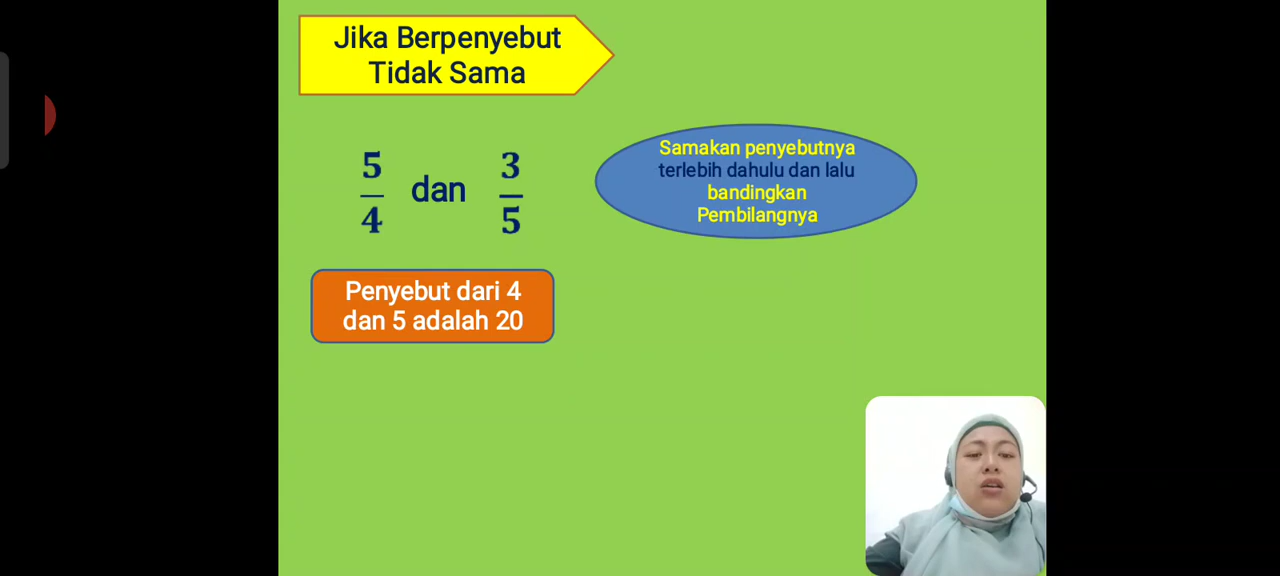 Jika Berpenyebut
Tidak Sama
5/4 dan 3/5
Samakan penyebutnya
terlebih dahulu dan lalu
bandingkan
Pembilangnya
Penyebut dari 4
dan 5 adalah 20